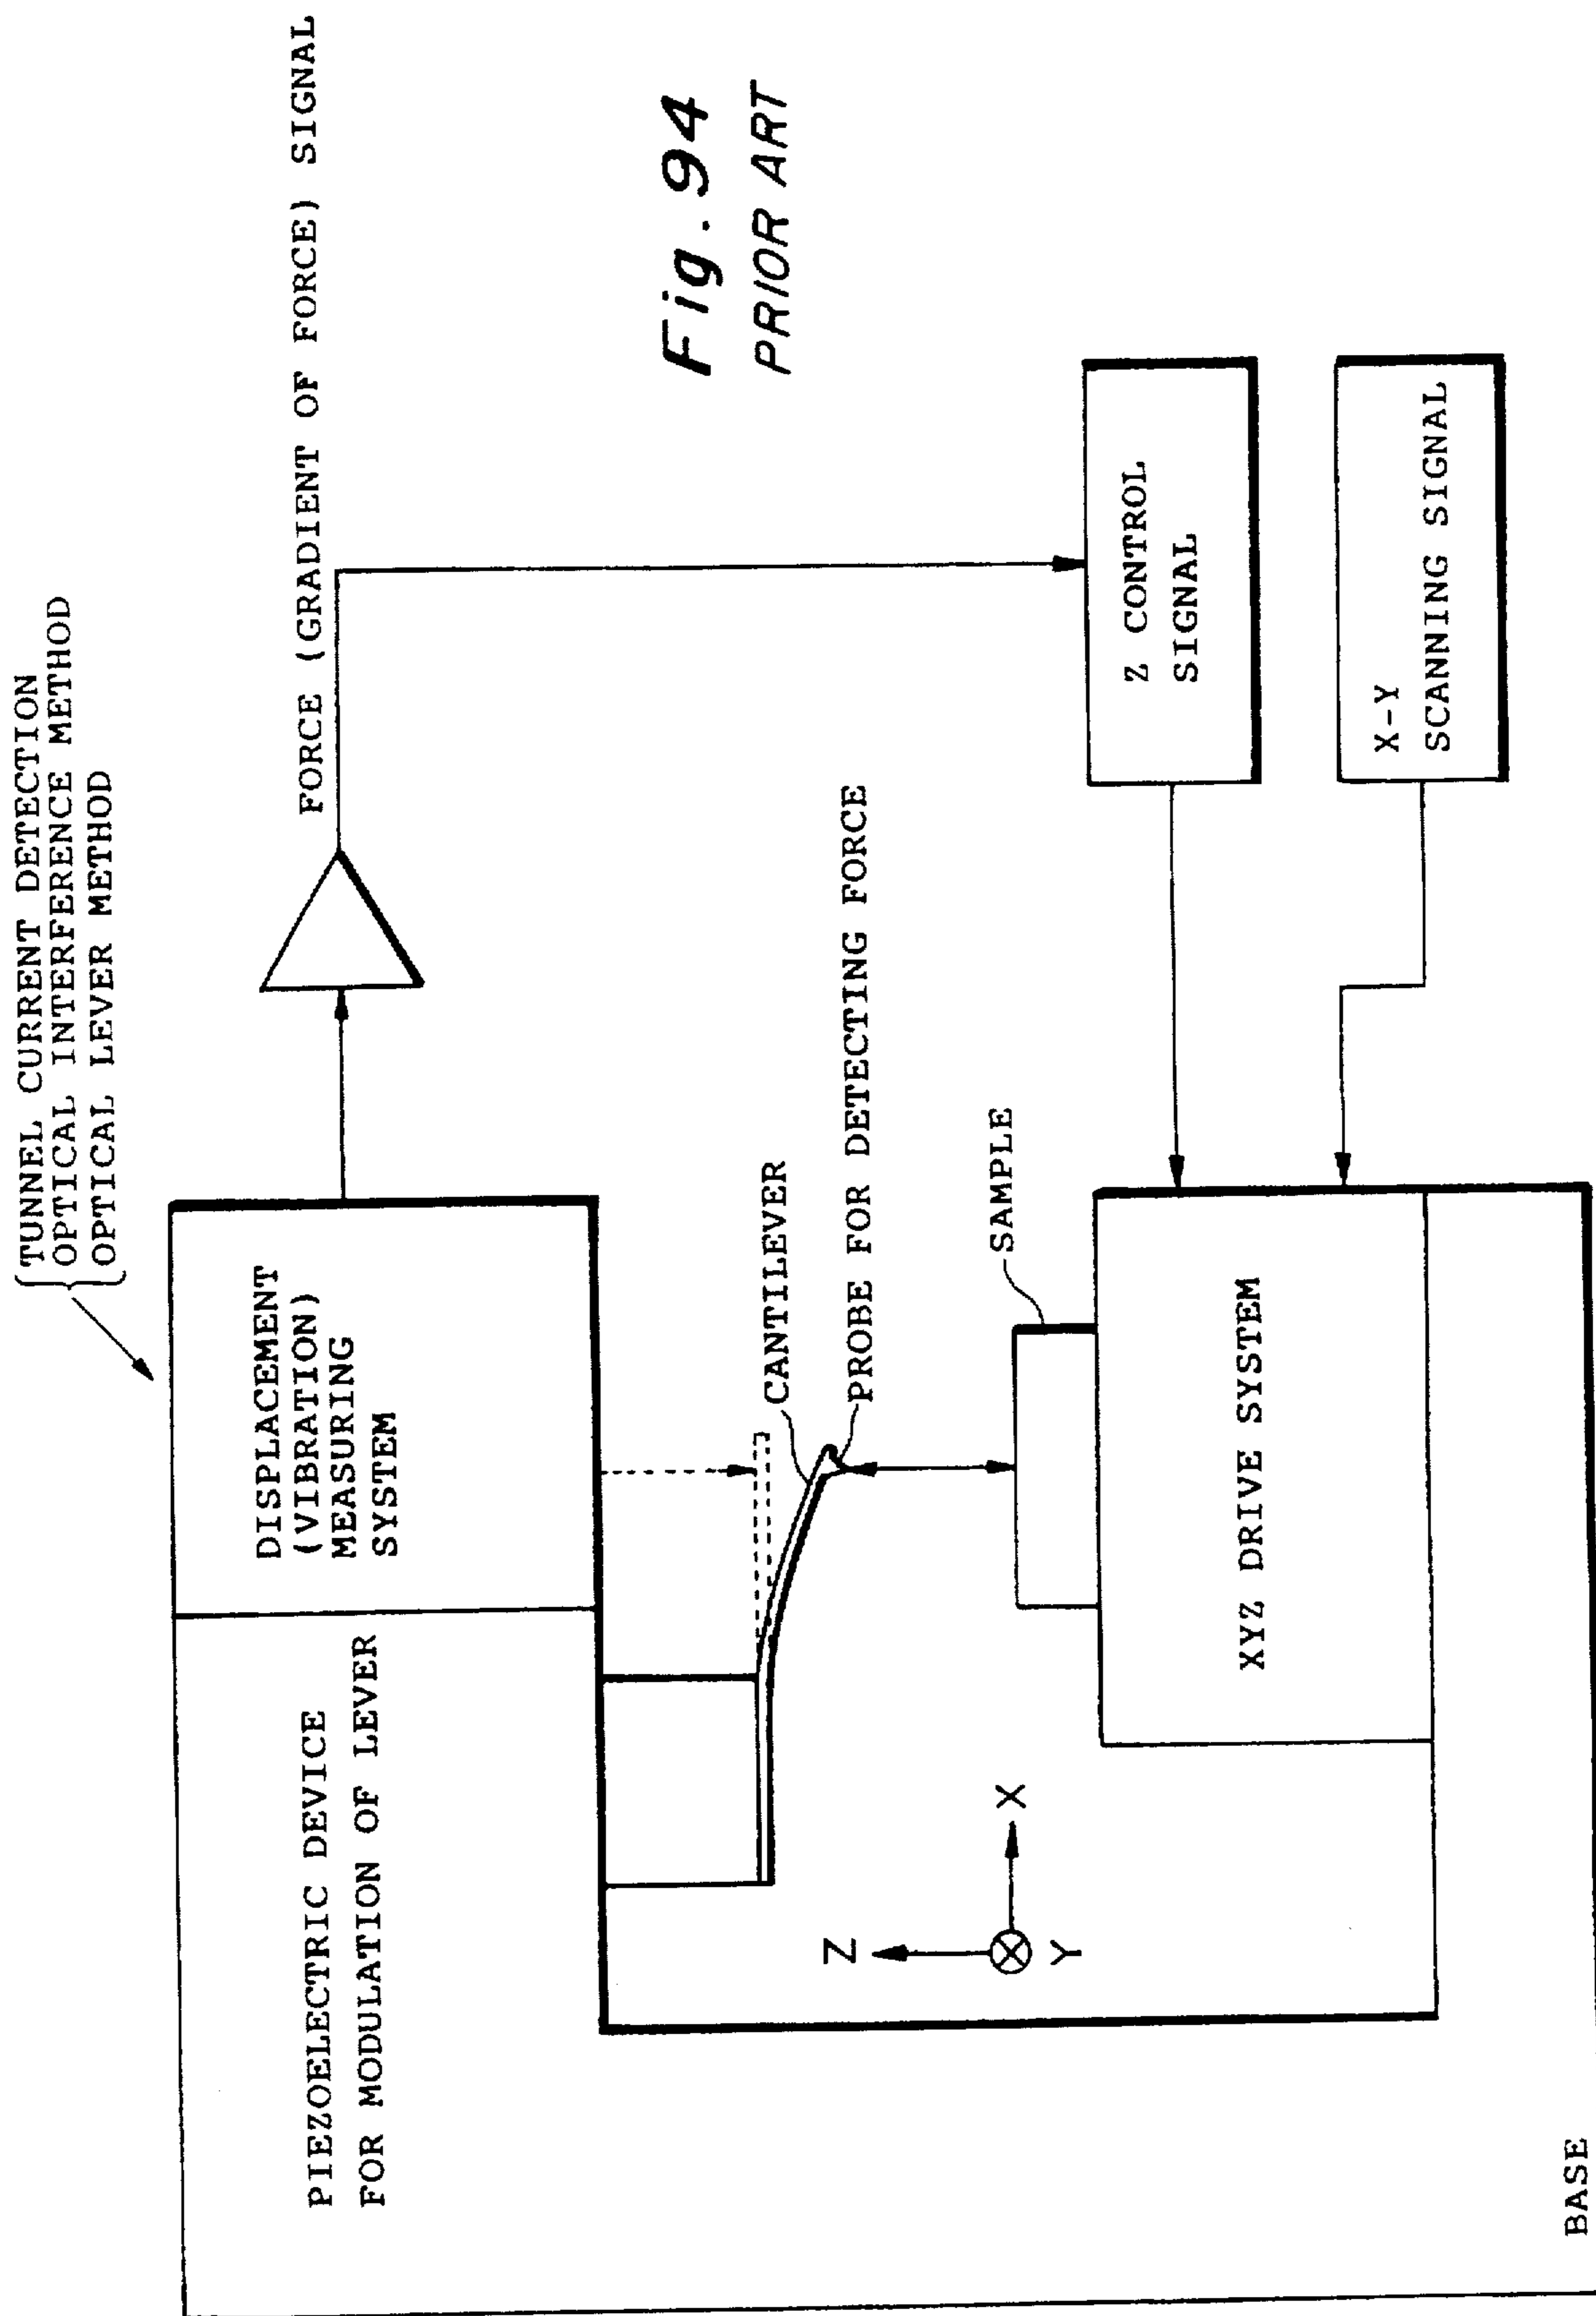 TUNNEL CURRENT DETECTION
OPTICAL INTERFERENCE METHOD
OPTICAL LEVER METHOD
FORCE (GRADIENT OF FORCE) SIGNAL
DISPLACEMENT
(VIBRATION)
MEASURING
SYSTEM
PIEZOELECTRIC DEVICE
FOR MODULATION OF LEVER
Fig. 94
PRIOR ART
CANTILEVER
PROBE FOR DETECTING FORCE
SAMPLE
Z
X
Y
Z CONTROL
SIGNAL
XYZ DRIVE SYSTEM
X-Y
SCANNING SIGNAL
BASE